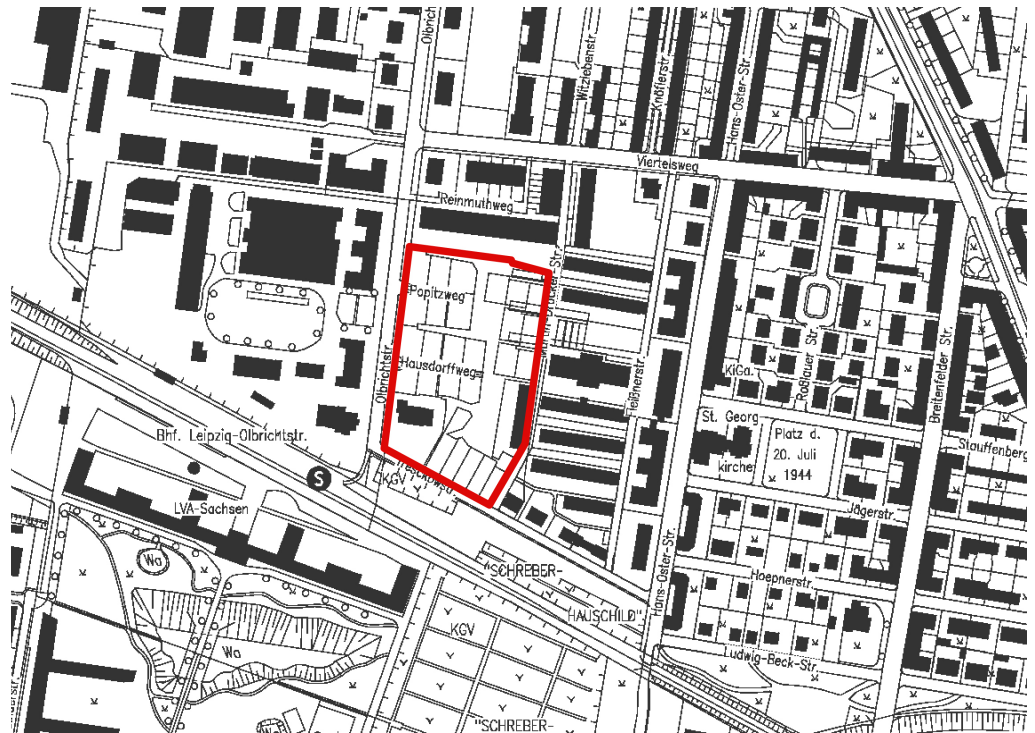 Olbrichtstr.
Witzlebenstr.
Knöflerstr.
Hans-Oster-Str.
Viertelsweg
Reinmuthweg
Popitzweg
Hausdorffweg
Olbrichtstr.
Bhf. Leipzig-Olbrichtstr.
S
KGV
LVA-Sachsen
Wa
Wa
Roßlauer Str.
Breitenfelder Str.
KiGa.
St. Georg
kirche
Platz d.
20. Juli
1944
Stauffenberg
Jägerstr.
Hans-Oster-Str.
Hoepnerstr.
Ludwig-Beck-Str.
"SCHREBER-
HAUSCHILD"
KGV
"SCHREBER-